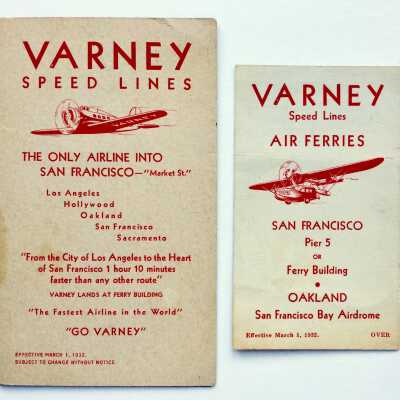 VARNEY
SPEED LINES
THE ONLY AIRLINE INTO
SAN FRANCISCO—"Market St."
Los Angeles
Hollywood
Oakland
San Francisco
Sacramento
"From the City of Los Angeles to the Heart
of San Francisco 1 hour 10 minutes
faster than any other route"
VARNEY LANDS AT FERRY BUILDING
"The Fastest Airline in the World"
"GO VARNEY"
EFFECTIVE MARCH 1, 1932.
SUBJECT TO CHANGE WITHOUT NOTICE.
VARNEY
Speed Lines
AIR FERRIES
SAN FRANCISCO
Pier 5
OR
Ferry Building
•
OAKLAND
San Francisco Bay Airdrome
Effective March 1, 1932. OVER